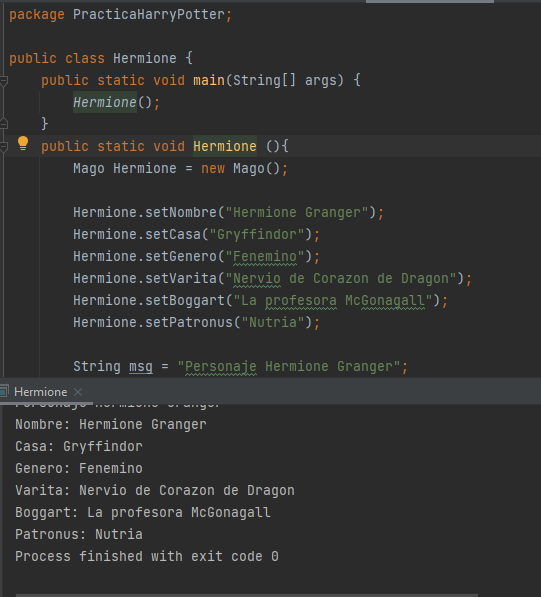 package PracticaHarryPotter;
public class Hermione {
public static void main(String[] args) {
Hermione();
}
public static void Hermione (){
Mago Hermione = new Mago();
Hermione.setNombre("Hermione Granger");
Hermione.setCasa("Gryffindor");
Hermione.setGenero("Fenemino");
Hermione.setVarita("Nervio de Corazon de Dragon");
Hermione.setBoggart("La profesora McGonagall");
Hermione.setPatronus("Nutria");
String msg = "Personaje Hermione Granger";
Hermione
Personaje Hermione Granger
Nombre: Hermione Granger
Casa: Gryffindor
Genero: Fenemino
Varita: Nervio de Corazon de Dragon
Boggart: La profesora McGonagall
Patronus: Nutria
Process finished with exit code 0